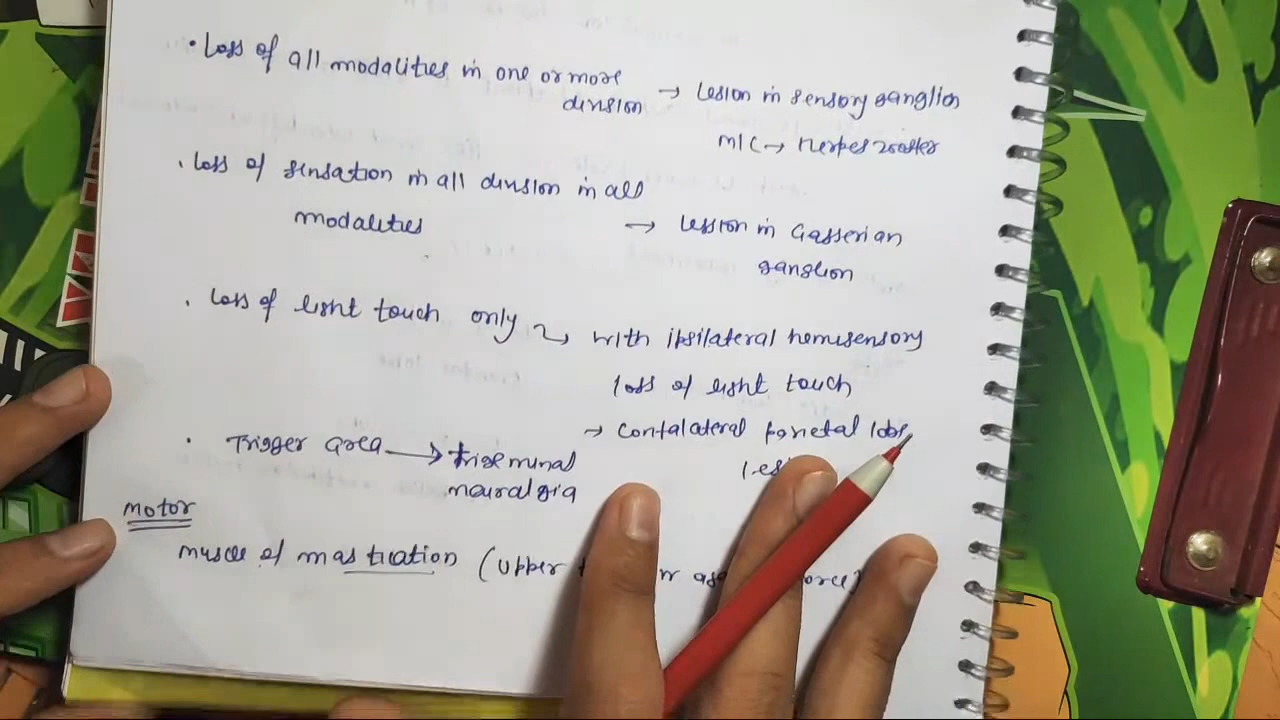 • Loss of all modalities in one or more
division → Lesion in sensory ganglion
M/C → Herpes zoster
. Loss of sensation in all division in all
modalities → Lession in Gasserian
ganglion
. Loss of light touch only → with ipsilateral hemisensory
loss of light touch
→ contalateral parietal lobe
• Trigger area → trigeminal
neuralgia
Motor
muscle of mastication (upper